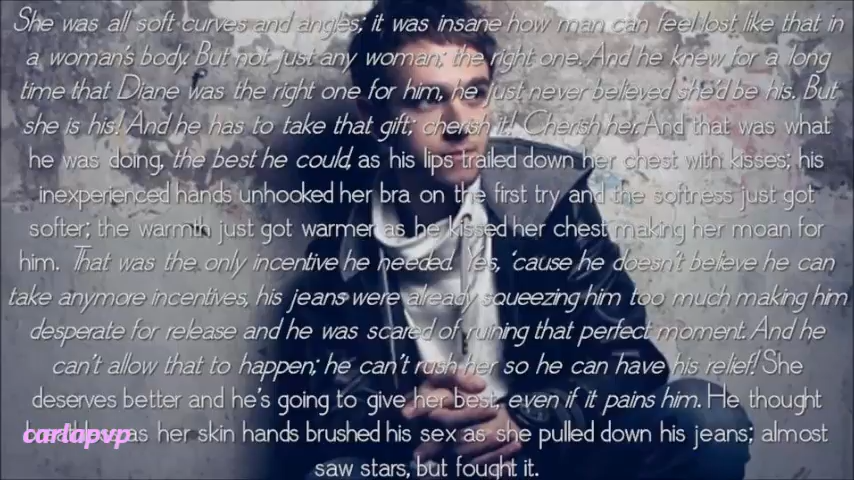 She was all soft curves and angles; it was insane how man can feel lost like that in
a woman's body. But not just any woman; the right one. And he knew for a long
time that Diane was the right one for him, he just never believed she'd be his. But
she is his! And he has to take that gift; cherish it! Cherish her. And that was what
he was doing, the best he could, as his lips trailed down her chest with kisses; his
inexperienced hands unhooked her bra on the first try and the softness just got
softer; the warmth just got warmer as he kissed her chest making her moan for
him. That was the only incentive he needed. Yes, 'cause he doesn't believe he can
take anymore incentives, his jeans were already squeezing him too much making him
desperate for release and he was scared of ruining that perfect moment. And he
can't allow that to happen; he can't rush her so he can have his relief! She
deserves better and he's going to give her best, even if it pains him. He thought
as her skin hands brushed his sex as she pulled down his jeans; almost
carlapvp
saw stars, but fought it.